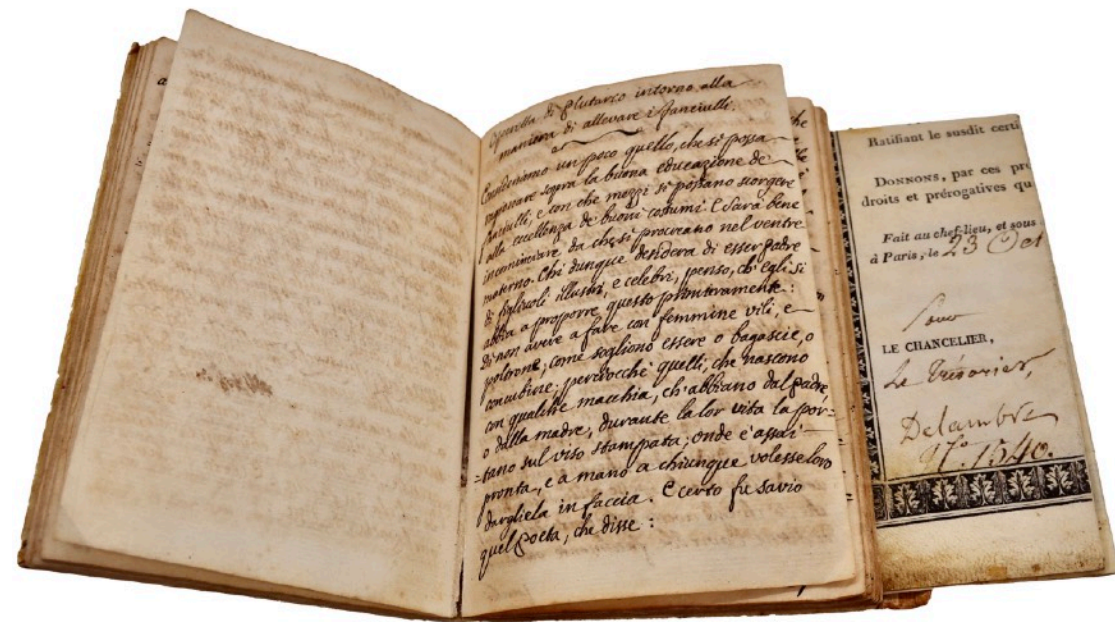 Operetta di Plutarco intorno alla
maniera di allevare i fanciulli.
Consideriamo un poco quello, che si possa
ragionare sopra la buona educazione de
fanciulli, e con che mezzi si possano scorgere
alla eccellenza de buoni costumi. E sarà bene
incominciare da che si procreano nel ventre
materno. Chi dunque desidera di esser padre
di figliuoli illustri, e celebri, penso, ch'egli si
abbia a proporre questo primieramente:
Di non avere a fare con femmine vili, e
poltrone; come sogliono essere o bagascie, o
concubine; perciocchè quelli, che nascono
con qualche macchia, ch'abbiano dal padre
o dalla madre, durante la lor vita la por=
=tano sul viso stampata; onde è assai
pronta, e a mano a chiunque volesse loro
dargliela in faccia. E certo fu savio
quel Poeta, che disse:
Ratifiant le susdit certi
DONNONS, par ces pr
droits et prérogatives qu
Fait au chef-lieu, et sous
à Paris, le 23 Oct
Pour
LE CHANCELIER,
Le Trésorier,
Delambre
N.º 1540.